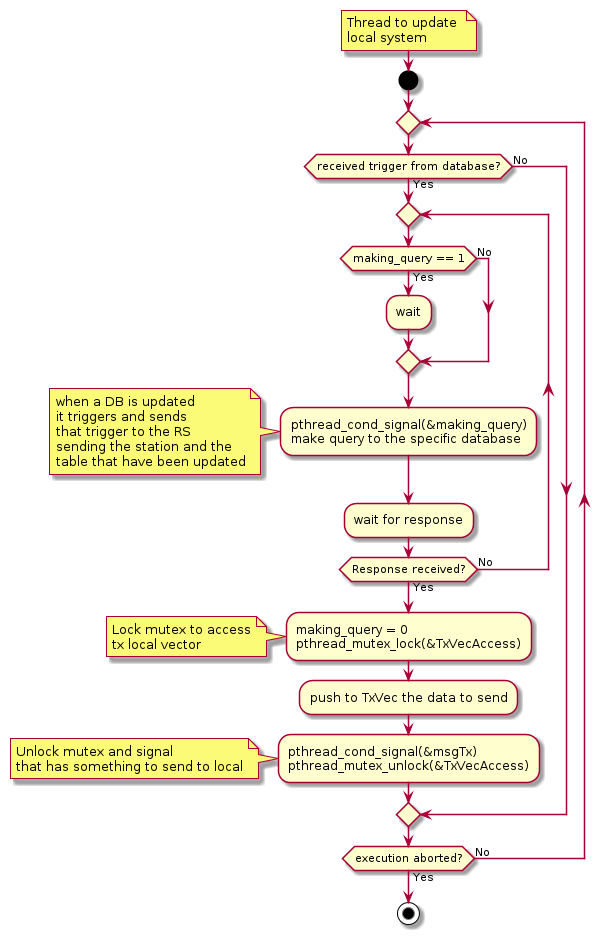 Thread to update
local system
received trigger from database?
No
Yes
making_query == 1
No
Yes
wait
when a DB is updated
it triggers and sends
that trigger to the RS
sending the station and the
table that have been updated
pthread_cond_signal(&making_query)
make query to the specific database
wait for response
Response received?
No
Yes
Lock mutex to access
tx local vector
making_query = 0
pthread_mutex_lock(&TxVecAccess)
push to TxVec the data to send
Unlock mutex and signal
that has something to send to local
pthread_cond_signal(&msgTx)
pthread_mutex_unlock(&TxVecAccess)
execution aborted?
No
Yes